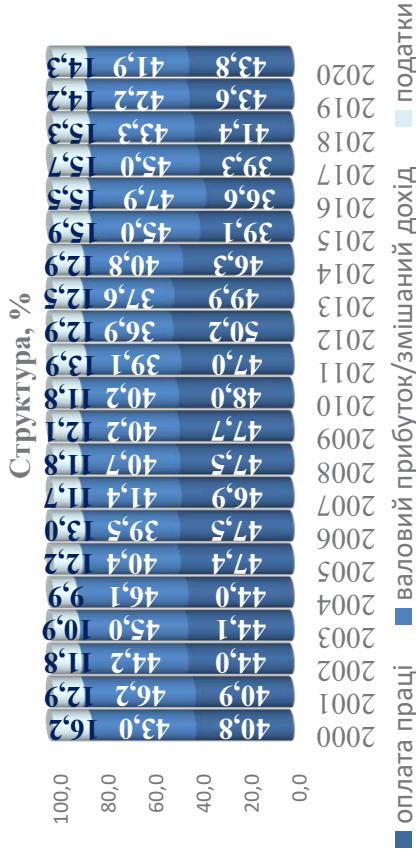 Структура, %
100,0
80,0
60,0
40,0
20,0
0,0
16,2 12,9 11,8 10,9 9,9 12,2 13,0 11,7 11,8 12,1 11,8 13,9 12,9 12,5 12,9 15,9 15,5 15,7 15,3 14,2 14,3
43,0 46,2 44,2 45,0 46,1 40,4 39,5 41,4 40,7 40,2 40,2 39,1 36,9 37,6 40,8 45,0 47,9 45,0 43,3 42,2 41,9
40,8 40,9 44,0 44,1 44,0 47,4 47,5 46,9 47,5 47,7 48,0 47,0 50,2 49,9 46,3 39,1 36,6 39,3 41,4 43,6 43,8
2000 2001 2002 2003 2004 2005 2006 2007 2008 2009 2010 2011 2012 2013 2014 2015 2016 2017 2018 2019 2020
оплата праці валовий прибуток/змішаний дохід податки